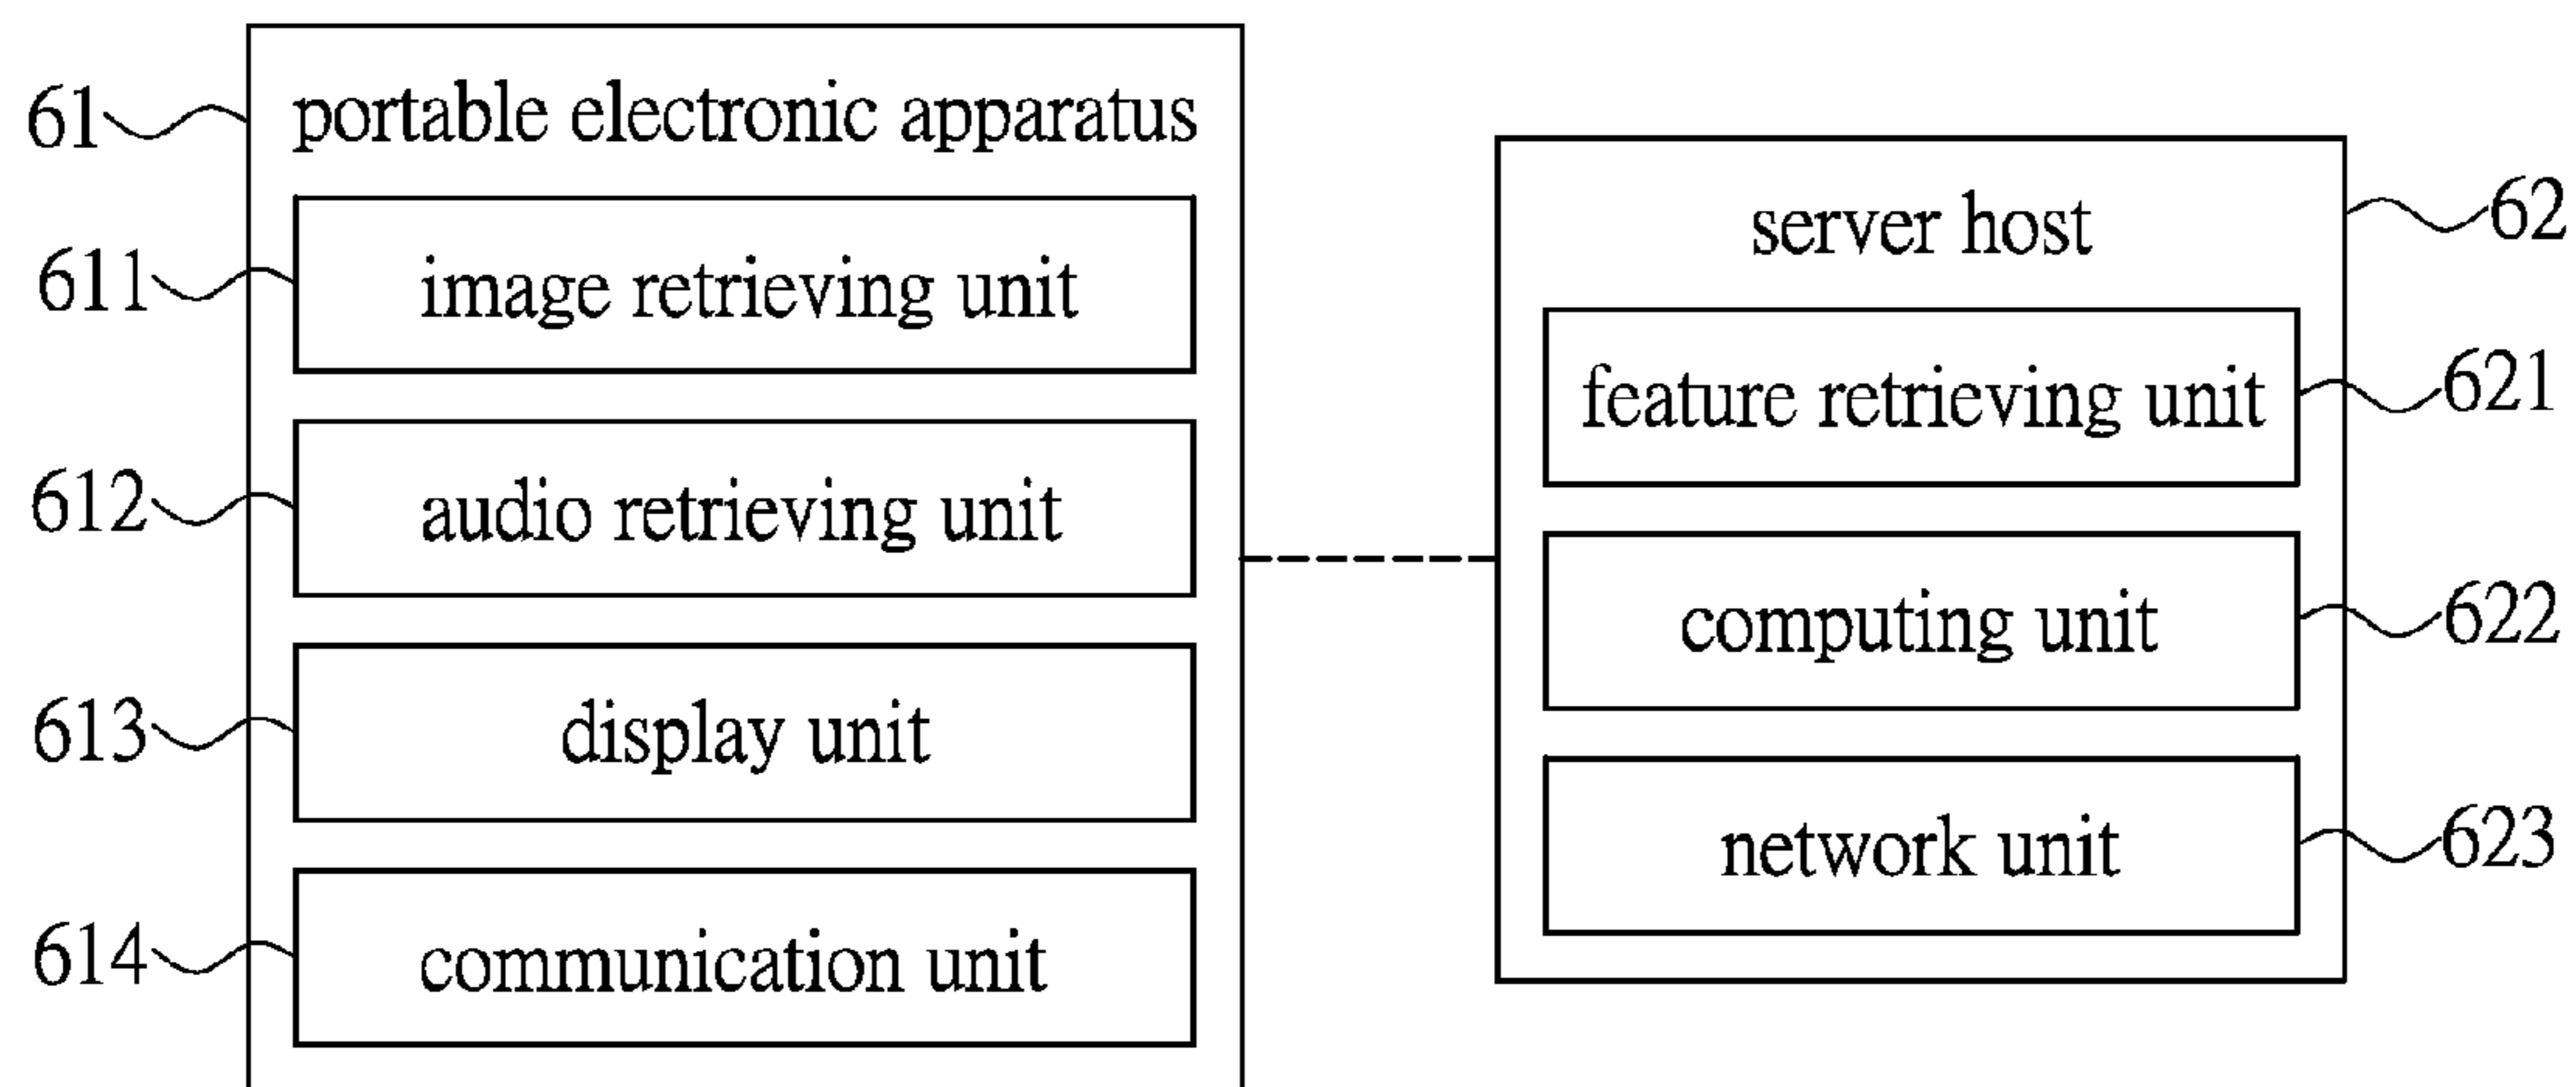 61
portable electronic apparatus
611
image retrieving unit
612
audio retrieving unit
613
display unit
614
communication unit
server host
62
feature retrieving unit
621
computing unit
622
network unit
623